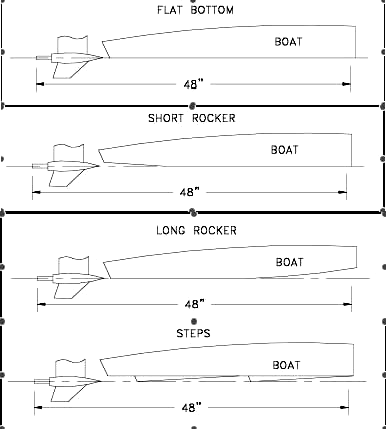 FLAT BOTTOM
BOAT
48"
SHORT ROCKER
BOAT
48"
LONG ROCKER
BOAT
48"
STEPS
BOAT
48"